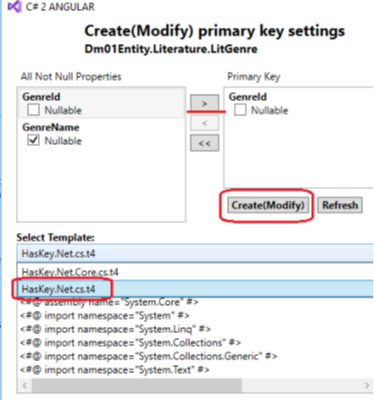 C# 2 ANGULAR
Create(Modify) primary key settings
Dm01Entity.Literature.LitGenre
All Not Null Properties
Primary Key
GenreId
Nullable
GenreName
Nullable
>
<
<<
GenreId
Nullable
Create(Modify)
Refresh
Select Template:
HasKey.Net.cs.t4
HasKey.Net.Core.cs.t4
HasKey.Net.cs.t4
<#@ assembly name="System.Core" #>
<#@ import namespace="System" #>
<#@ import namespace="System.Linq" #>
<#@ import namespace="System.Collections" #>
<#@ import namespace="System.Collections.Generic" #>
<#@ import namespace="System.Text" #>